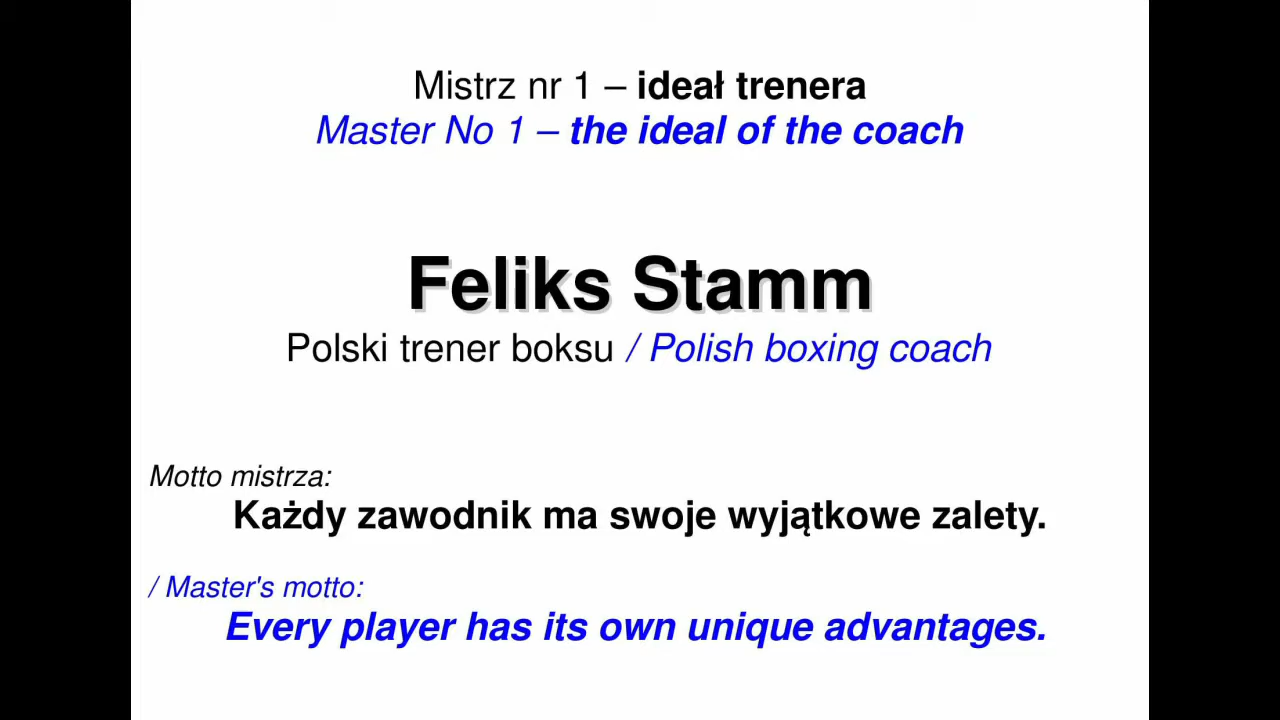 Mistrz nr 1 – ideał trenera
Master No 1 – the ideal of the coach
Feliks Stamm
Polski trener boksu / Polish boxing coach
Motto mistrza:
Każdy zawodnik ma swoje wyjątkowe zalety.
/ Master's motto:
Every player has its own unique advantages.